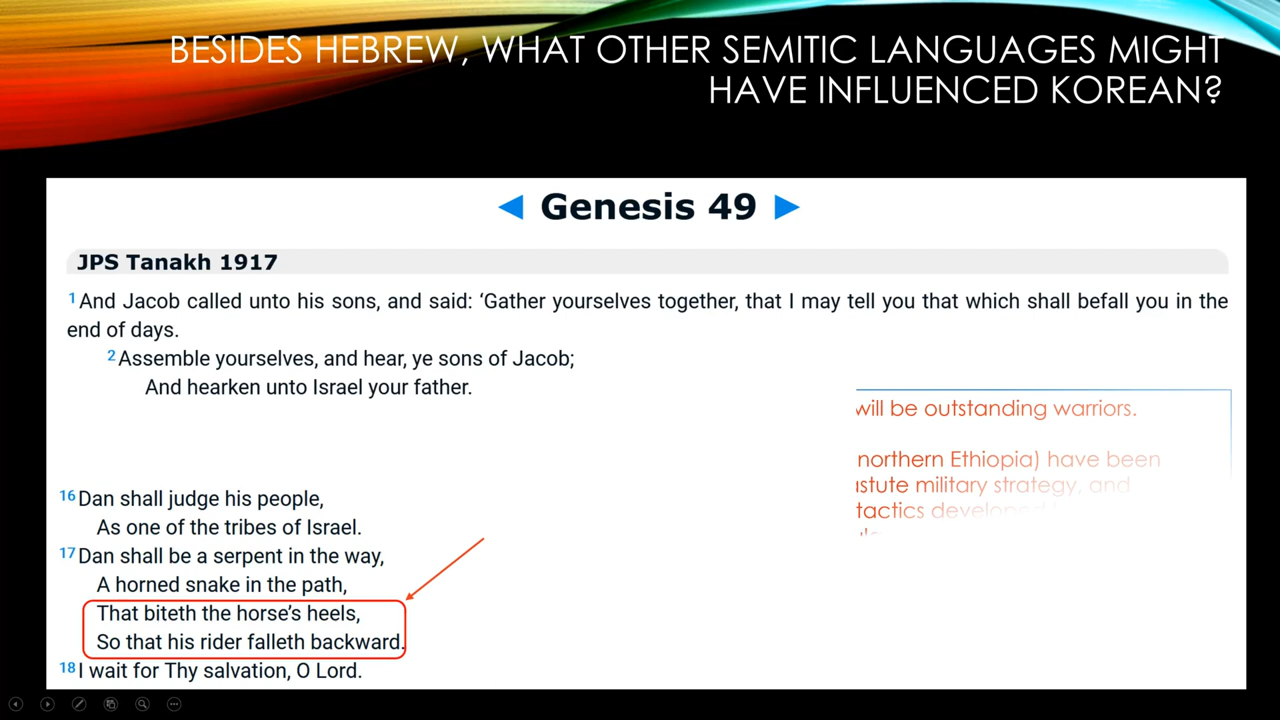 BESIDES HEBREW, WHAT OTHER SEMITIC LANGUAGES MIGHT
HAVE INFLUENCED KOREAN?
Genesis 49
JPS Tanakh 1917
1 And Jacob called unto his sons, and said: ‘Gather yourselves together, that I may tell you that which shall befall you in the
end of days.
2 Assemble yourselves, and hear, ye sons of Jacob;
And hearken unto Israel your father.
will be outstanding warriors.
northern Ethiopia) have been
military strategy, and
tactics
16 Dan shall judge his people,
As one of the tribes of Israel.
17 Dan shall be a serpent in the way,
A horned snake in the path,
That biteth the horse’s heels,
So that his rider falleth backward.
18 I wait for Thy salvation, O Lord.